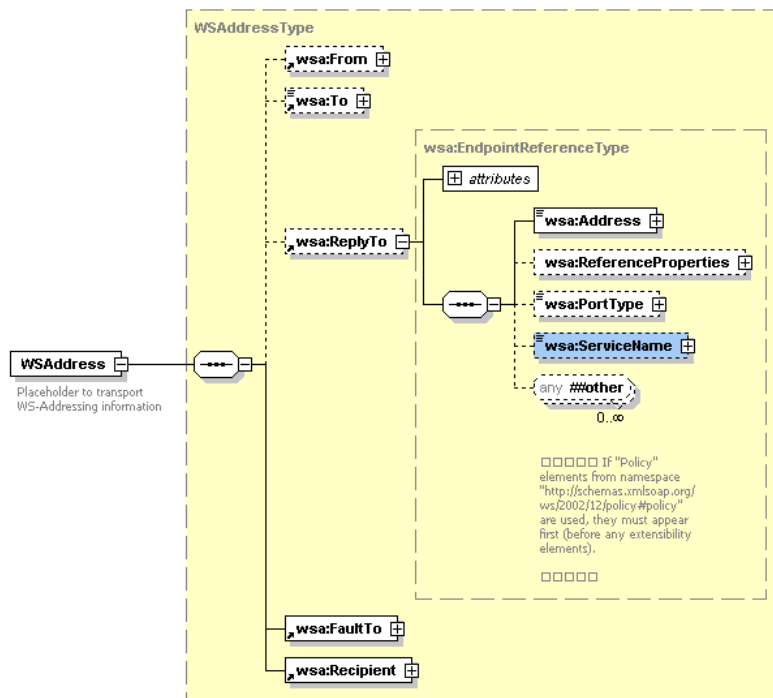 WSAddressType
wsa:From
wsa:To
wsa:EndpointReferenceType
attributes
wsa:Address
wsa:ReplyTo
wsa:ReferenceProperties
wsa:PortType
wsa:ServiceName
WSAddress
Placeholder to transport
WS-Addressing information
any ##other
0..∞
□□□□□ If "Policy"
elements from namespace
"http://schemas.xmlsoap.org/
ws/2002/12/policy#policy"
are used, they must appear
first (before any extensibility
elements).
□□□□□
wsa:FaultTo
wsa:Recipient